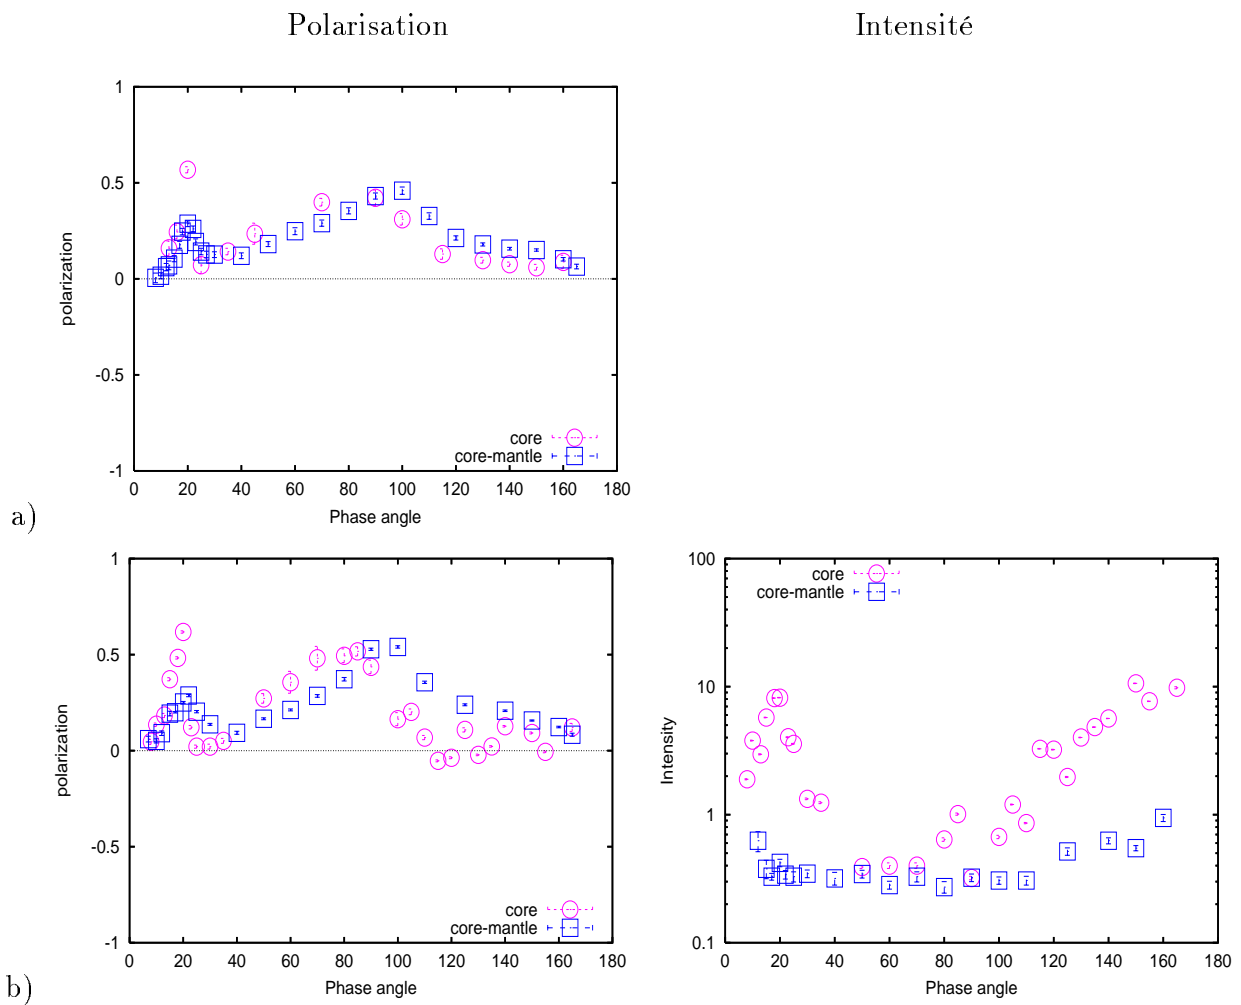 Polarisation
Intensité
1
0.5
0
-0.5
-1
polarization
core
core-mantle
0 20 40 60 80 100 120 140 160 180
Phase angle
a)
1
0.5
0
-0.5
-1
polarization
core
core-mantle
0 20 40 60 80 100 120 140 160 180
Phase angle
100
10
1
0.1
Intensity
core
core-mantle
0 20 40 60 80 100 120 140 160 180
Phase angle
b)